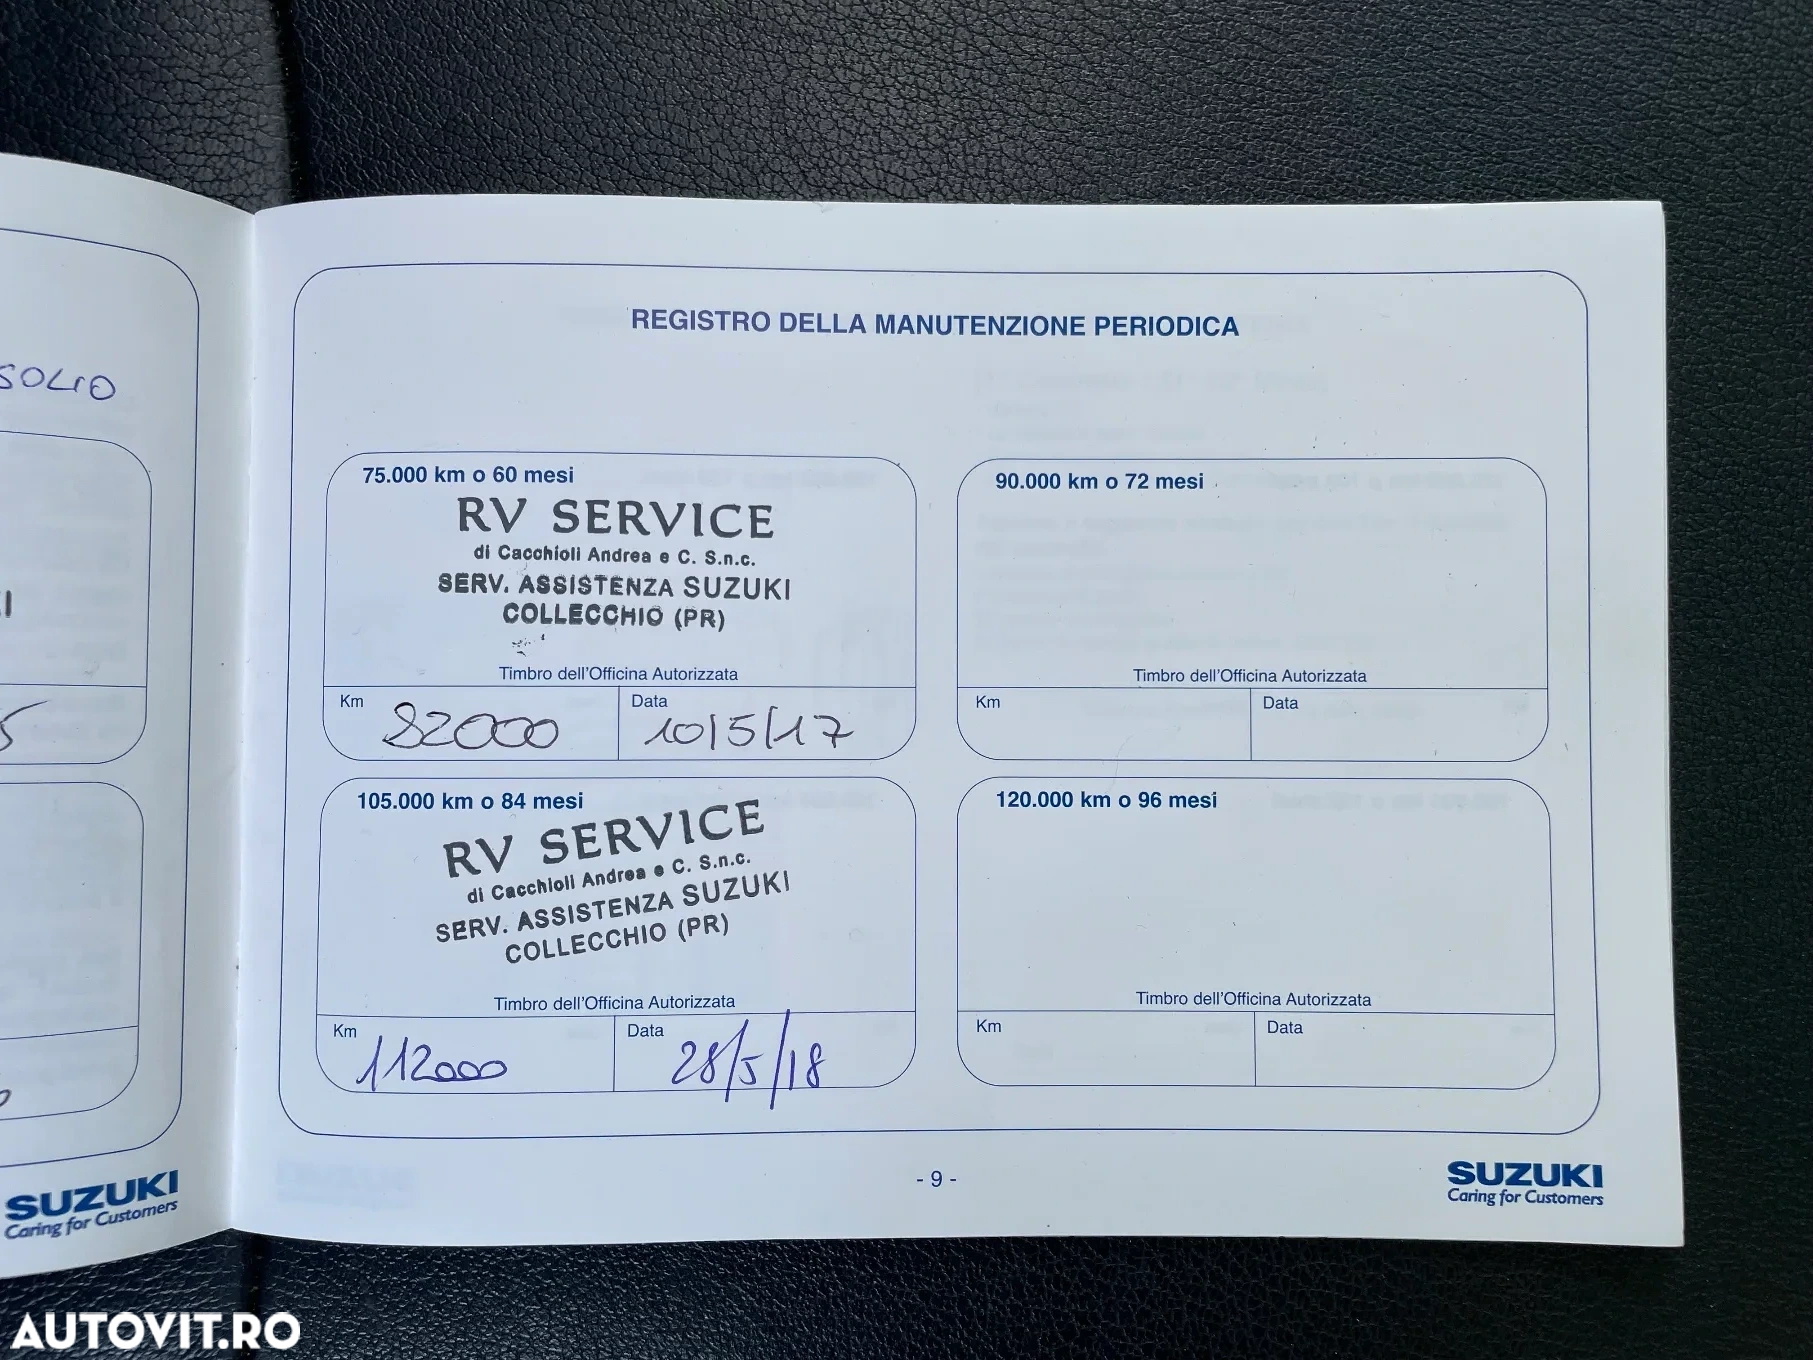 SOLIO
5
SUZUKI
Caring for Customers
REGISTRO DELLA MANUTENZIONE PERIODICA
75.000 km o 60 mesi
RV SERVICE
di Cacchioli Andrea e C. S.n.c.
SERV. ASSISTENZA SUZUKI
COLLECCHIO (PR)
Timbro dell'Officina Autorizzata
Km 82000 Data 10/5/17
90.000 km o 72 mesi
Timbro dell'Officina Autorizzata
Km Data
105.000 km o 84 mesi
RV SERVICE
di Cacchioli Andrea e C. S.n.c.
SERV. ASSISTENZA SUZUKI
COLLECCHIO (PR)
Timbro dell'Officina Autorizzata
Km 112000 Data 28/5/18
120.000 km o 96 mesi
Timbro dell'Officina Autorizzata
Km Data
- 9 -
SUZUKI
Caring for Customers
AUTOVIT.RO